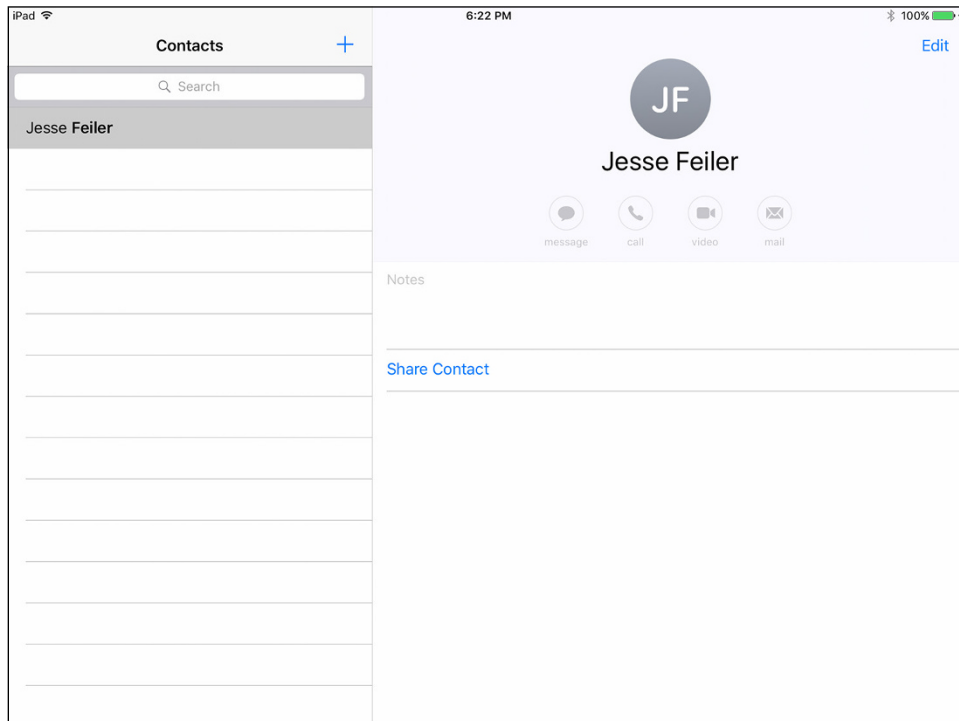 iPad 6:22 PM 100%
Contacts +
Search
Jesse Feiler
Edit
JF
Jesse Feiler
message call video mail
Notes
Share Contact